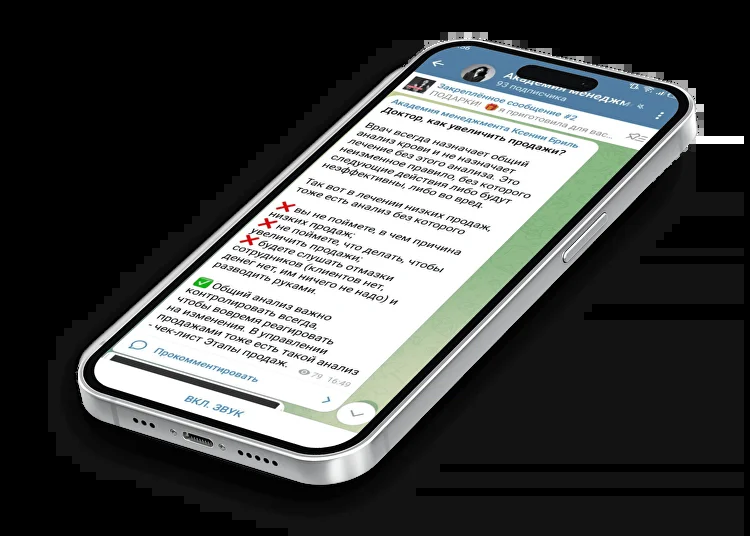 Академия менеджм
93 подписчика
Закреплённое сообщение #2
ПОДАРКИ! 🎁 я приготовила для вас...
Академия менеджмента Ксении Бриль
Доктор, как увеличить продажи?
Врач всегда назначает общий
анализ крови и не назначает
лечение без этого анализа. Это
неизменное правило, без которого
следующие действия либо будут
неэффективны, либо во вред.
Так вот в лечении низких продаж,
тоже есть анализ без которого
❌ вы не поймете, в чем причина
низких продаж;
❌ не поймете, что делать, чтобы
увеличить продажи;
❌ будете слушать отмазки
сотрудников (клиентов нет,
денег нет, им ничего не надо) и
разводить руками.
✅ Общий анализ важно
контролировать всегда,
чтобы вовремя реагировать
на изменения. В управлении
продажами тоже есть такой анализ
- чек-лист Этапы продаж.
79 16:49
Прокомментировать
ВКЛ. ЗВУК